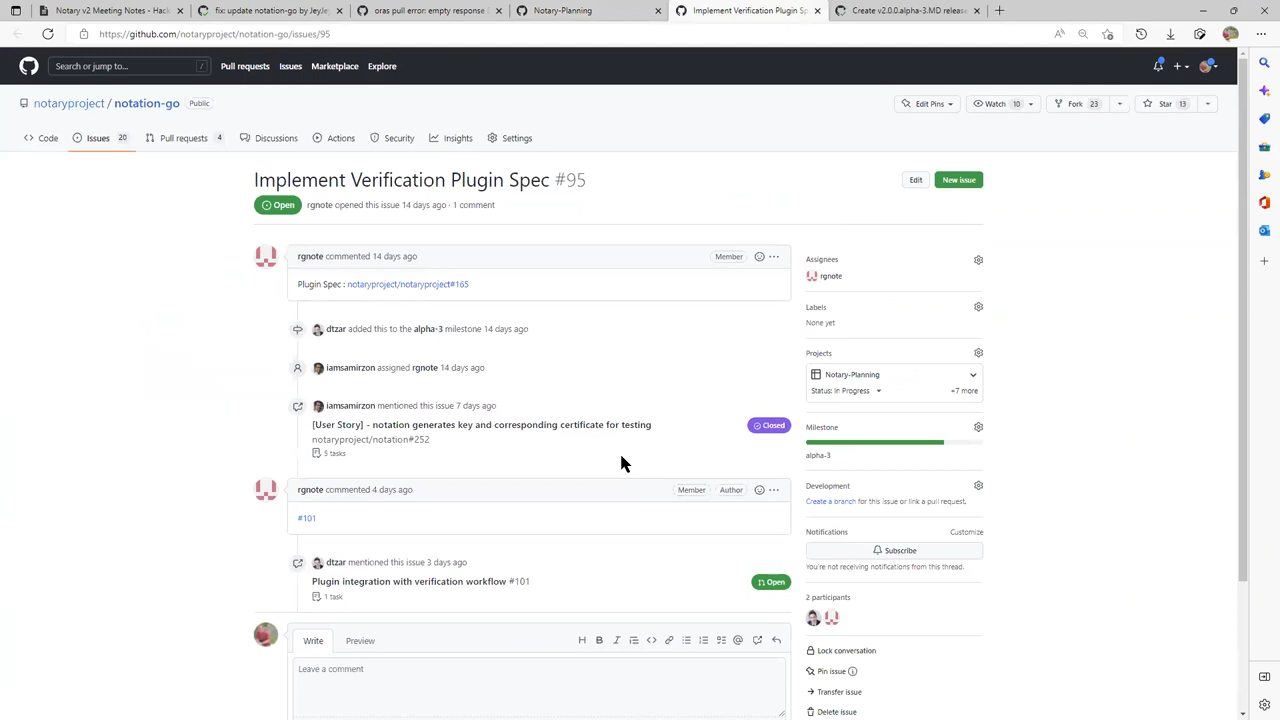 Notary v2 Meeting Notes - HAC
fix: update notation-go by JeyJe
oras pull error: empty response
Notary-Planning
Implement Verification Plugin Sp
Create v2.0.0.alpha-3.MD releas
https://github.com/notaryproject/notation-go/issues/95
Search or jump to...
/
Pull requests
Issues
Marketplace
Explore
notaryproject / notation-go
Public
Edit Pins
Watch 10
Fork 23
Star 13
Code
Issues 20
Pull requests 4
Discussions
Actions
Security
Insights
Settings
Implement Verification Plugin Spec #95
Edit
New issue
Open
rgnote opened this issue 14 days ago · 1 comment
rgnote commented 14 days ago
Member
Plugin Spec : notaryproject/notaryproject#165
dtzar added this to the alpha-3 milestone 14 days ago
iamsamirzon assigned rgnote 14 days ago
iamsamirzon mentioned this issue 7 days ago
[User Story] - notation generates key and corresponding certificate for testing
Closed
notaryproject/notation#252
5 tasks
rgnote commented 4 days ago
Member
Author
#101
dtzar mentioned this issue 3 days ago
Plugin integration with verification workflow #101
Open
1 task
Write
Preview
H B I
Leave a comment
Assignees
rgnote
Labels
None yet
Projects
Notary-Planning
Status: In Progress
+7 more
Milestone
alpha-3
Development
Create a branch for this issue or link a pull request.
Notifications
Customize
Subscribe
You're not receiving notifications from this thread.
2 participants
Lock conversation
Pin issue
Transfer issue
Delete issue